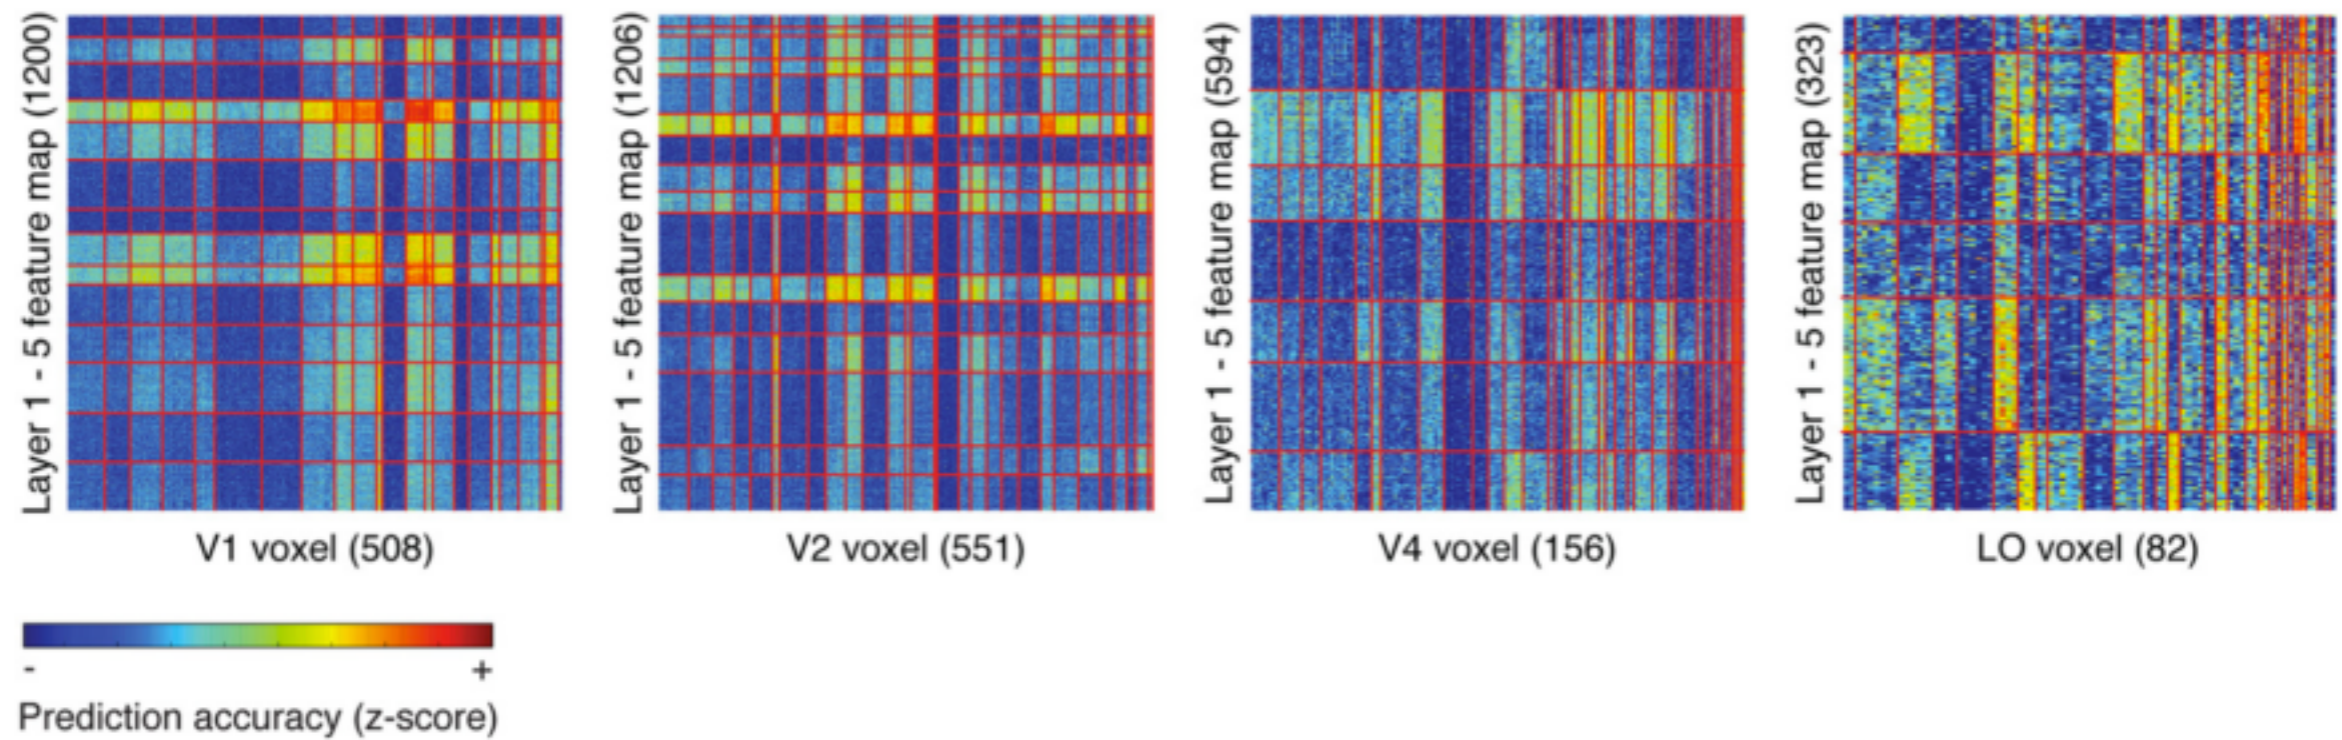 Layer 1 - 5 feature map (1200)
V1 voxel (508)
Layer 1 - 5 feature map (1206)
V2 voxel (551)
Layer 1 - 5 feature map (594)
V4 voxel (156)
Layer 1 - 5 feature map (323)
LO voxel (82)
- +
Prediction accuracy (z-score)